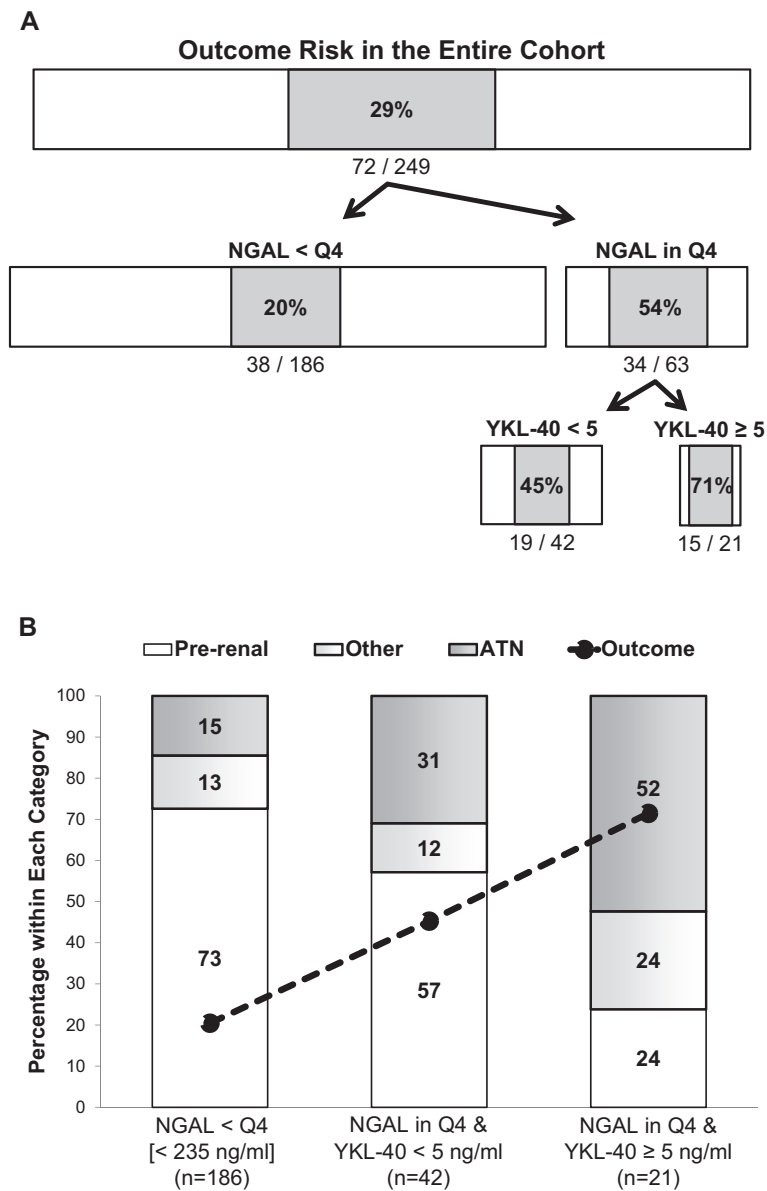 A
Outcome Risk in the Entire Cohort
29%
72 / 249
NGAL < Q4
NGAL in Q4
20%
54%
38 / 186
34 / 63
YKL-40 < 5
YKL-40 ≥ 5
45%
71%
19 / 42
15 / 21
B
Pre-renal
Other
ATN
Outcome
Percentage within Each Category
100
90
80
70
60
50
40
30
20
10
0
15
13
73
31
12
57
52
24
24
NGAL < Q4
[< 235 ng/ml]
(n=186)
NGAL in Q4 &
YKL-40 < 5 ng/ml
(n=42)
NGAL in Q4 &
YKL-40 ≥ 5 ng/ml
(n=21)